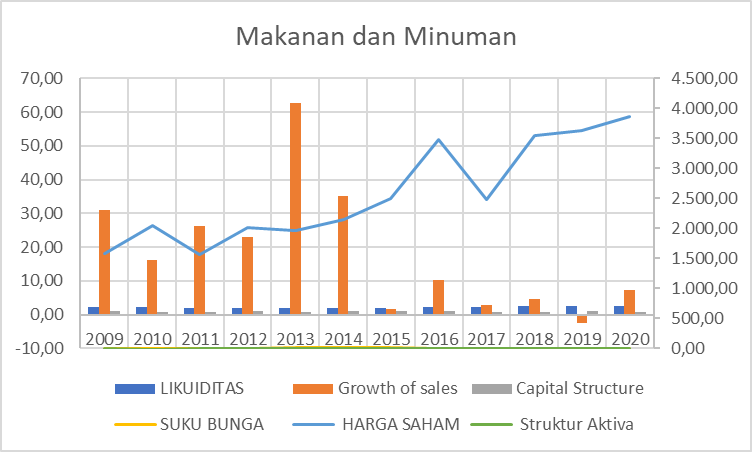 Makanan dan Minuman
70,00 4.500,00
60,00 4.000,00
50,00 3.500,00
40,00 3.000,00
30,00 2.500,00
20,00 2.000,00
10,00 1.500,00
0,00 1.000,00
-10,00 500,00
0,00
2009 2010 2011 2012 2013 2014 2015 2016 2017 2018 2019 2020
LIKUIDITAS Growth of sales Capital Structure
SUKU BUNGA HARGA SAHAM Struktur Aktiva